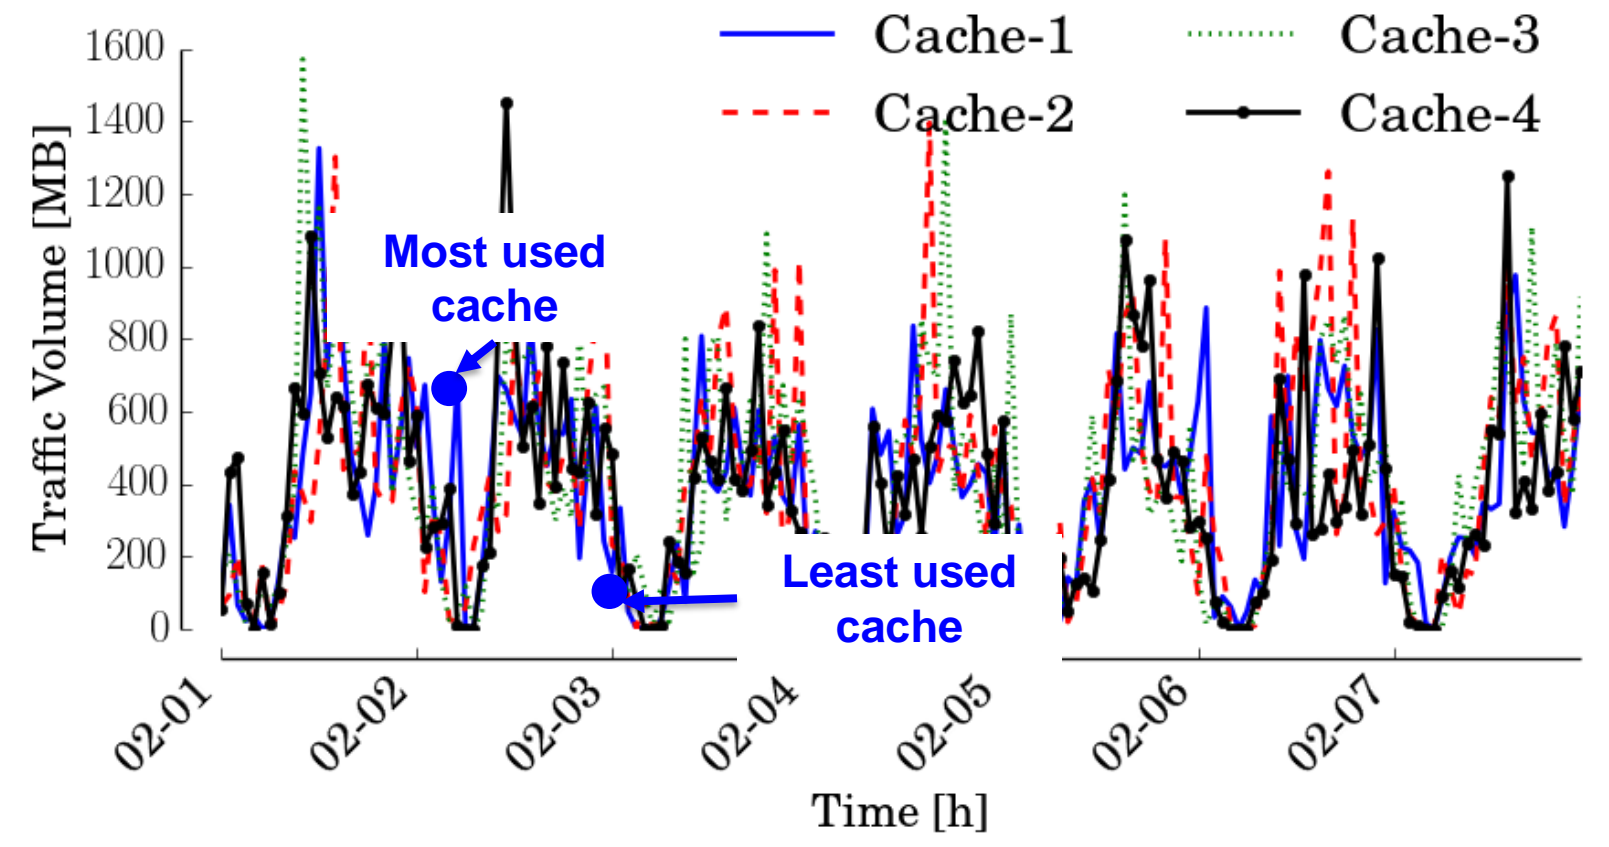 Cache-1
Cache-3
Cache-2
Cache-4
1600
1400
1200
1000
800
600
400
200
0
Traffic Volume [MB]
Most used
cache
Least used
cache
02-01
02-02
02-03
02-04
02-05
02-06
02-07
Time [h]